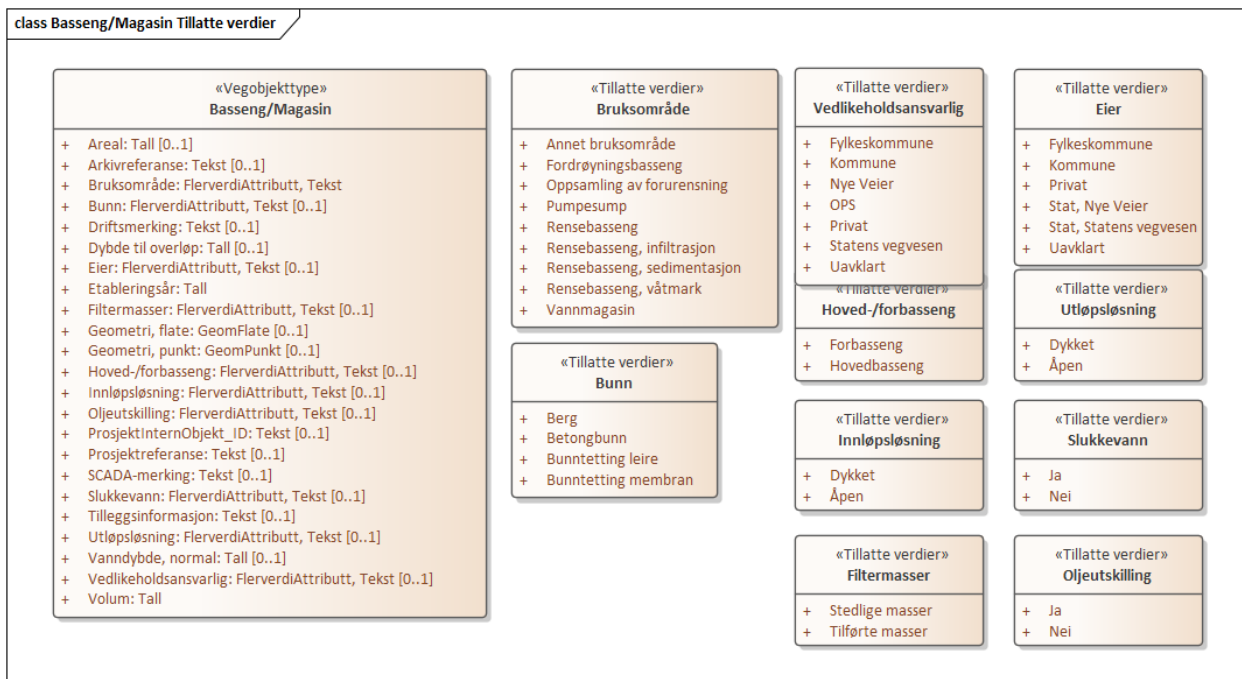 class Basseng/Magasin Tillatte verdier
«Vegobjekttype»
Basseng/Magasin
+ Areal: Tall [0..1]
+ Arkivreferanse: Tekst [0..1]
+ Bruksområde: FlerverdiAttributt, Tekst
+ Bunn: FlerverdiAttributt, Tekst [0..1]
+ Driftsmerking: Tekst [0..1]
+ Dybde til overløp: Tall [0..1]
+ Eier: FlerverdiAttributt, Tekst [0..1]
+ Etableringsår: Tall
+ Filtermasser: FlerverdiAttributt, Tekst [0..1]
+ Geometri, flate: GeomFlate [0..1]
+ Geometri, punkt: GeomPunkt [0..1]
+ Hoved-/forbasseng: FlerverdiAttributt, Tekst [0..1]
+ Innløpsløsning: FlerverdiAttributt, Tekst [0..1]
+ Oljeutskilling: FlerverdiAttributt, Tekst [0..1]
+ ProsjektInternObjekt_ID: Tekst [0..1]
+ Prosjektreferanse: Tekst [0..1]
+ SCADA-merking: Tekst [0..1]
+ Slukkevann: FlerverdiAttributt, Tekst [0..1]
+ Tilleggsinformasjon: Tekst [0..1]
+ Utløpsløsning: FlerverdiAttributt, Tekst [0..1]
+ Vanndybde, normal: Tall [0..1]
+ Vedlikeholdsansvarlig: FlerverdiAttributt, Tekst [0..1]
+ Volum: Tall
«Tillatte verdier»
Bruksområde
+ Annet bruksområde
+ Fordrøyningsbasseng
+ Oppsamling av forurensning
+ Pumpesump
+ Rensebasseng
+ Rensebasseng, infiltrasjon
+ Rensebasseng, sedimentasjon
+ Rensebasseng, våtmark
+ Vannmagasin
«Tillatte verdier»
Bunn
+ Berg
+ Betongbunn
+ Bunntetting leire
+ Bunntetting membran
«Tillatte verdier»
Vedlikeholdsansvarlig
+ Fylkeskommune
+ Kommune
+ Nye Veier
+ OPS
+ Privat
+ Statens vegvesen
+ Uavklart
«Tillatte verdier»
Hoved-/forbasseng
+ Forbasseng
+ Hovedbasseng
«Tillatte verdier»
Innløpsløsning
+ Dykket
+ Åpen
«Tillatte verdier»
Filtermasser
+ Stedlige masser
+ Tilførte masser
«Tillatte verdier»
Eier
+ Fylkeskommune
+ Kommune
+ Privat
+ Stat, Nye Veier
+ Stat, Statens vegvesen
+ Uavklart
«Tillatte verdier»
Utløpsløsning
+ Dykket
+ Åpen
«Tillatte verdier»
Slukkevann
+ Ja
+ Nei
«Tillatte verdier»
Oljeutskilling
+ Ja
+ Nei